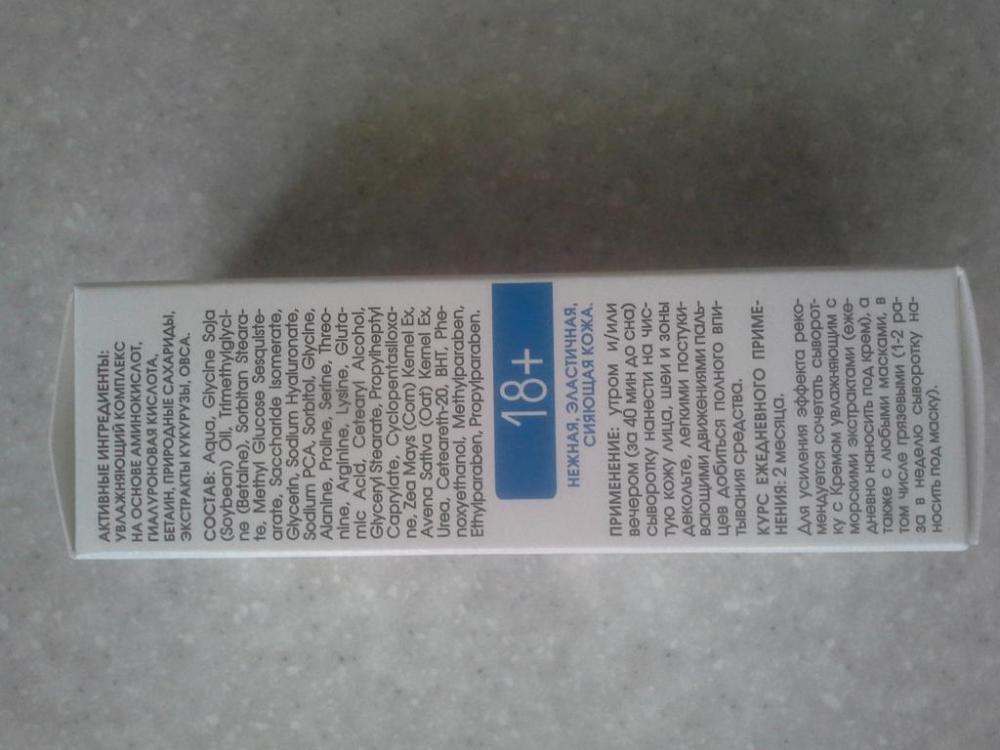 АКТИВНЫЕ ИНГРЕДИЕНТЫ:
УВЛАЖНЯЮЩИЙ КОМПЛЕКС
НА ОСНОВЕ АМИНОКИСЛОТ,
ГИАЛУРОНОВАЯ КИСЛОТА,
БЕТАИН, ПРИРОДНЫЕ САХАРИДЫ,
ЭКСТРАКТЫ КУКУРУЗЫ, ОВСА.
СОСТАВ: Aqua, Glycine Soja
(Soybean) Oil, Trimethylglyci-
ne (Betaine), Sorbitan Steara-
te, Methyl Glucose Sesquiste-
arate, Saccharide Isomerate,
Glycerin, Sodium Hyaluronate,
Sodium PCA, Sorbitol, Glycine,
Alanine, Proline, Serine, Threo-
nine, Arginine, Lysine, Gluta-
mic Acid, Cetearyl Alcohol,
Glyceryl Stearate, Propylheptyl
Caprylate, Cyclopentasiloxa-
ne, Zea Mays (Corn) Kernel Ex,
Avena Sativa (Oat) Kernel Ex,
Urea, Ceteareth-20, BHT, Phe-
noxyethanol, Methylparaben,
Ethylparaben, Propylparaben.
18+
НЕЖНАЯ, ЭЛАСТИЧНАЯ,
СИЯЮЩАЯ КОЖА.
ПРИМЕНЕНИЕ: утром и/или
вечером (за 40 мин до сна)
сыворотку нанести на чис-
тую кожу лица, шеи и зоны
декольте, легкими постуки-
вающими движениями паль-
цев добиться полного впи-
тывания средства.
КУРС ЕЖЕДНЕВНОГО ПРИМЕ-
НЕНИЯ: 2 месяца.
Для усиления эффекта реко-
мендуется сочетать сыворот-
ку с Кремом увлажняющим с
морскими экстрактами (еже-
дневно наносить под крем), а
также с любыми масками, в
том числе грязевыми (1-2 ра-
за в неделю сыворотку на-
носить под маску).